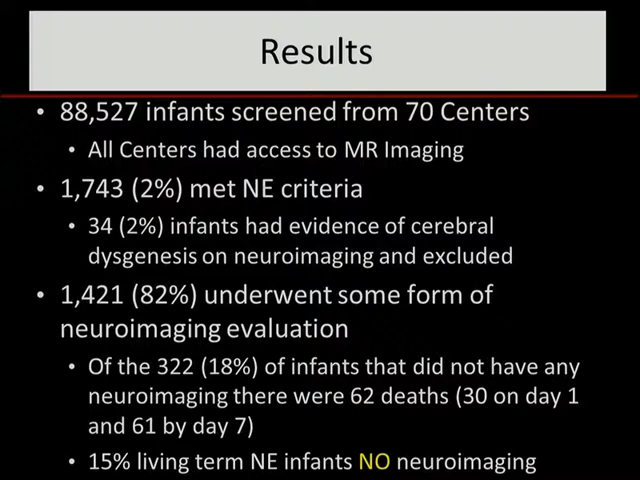 Results
• 88,527 infants screened from 70 Centers
• All Centers had access to MR Imaging
• 1,743 (2%) met NE criteria
• 34 (2%) infants had evidence of cerebral
dysgenesis on neuroimaging and excluded
• 1,421 (82%) underwent some form of
neuroimaging evaluation
• Of the 322 (18%) of infants that did not have any
neuroimaging there were 62 deaths (30 on day 1
and 61 by day 7)
• 15% living term NE infants NO neuroimaging